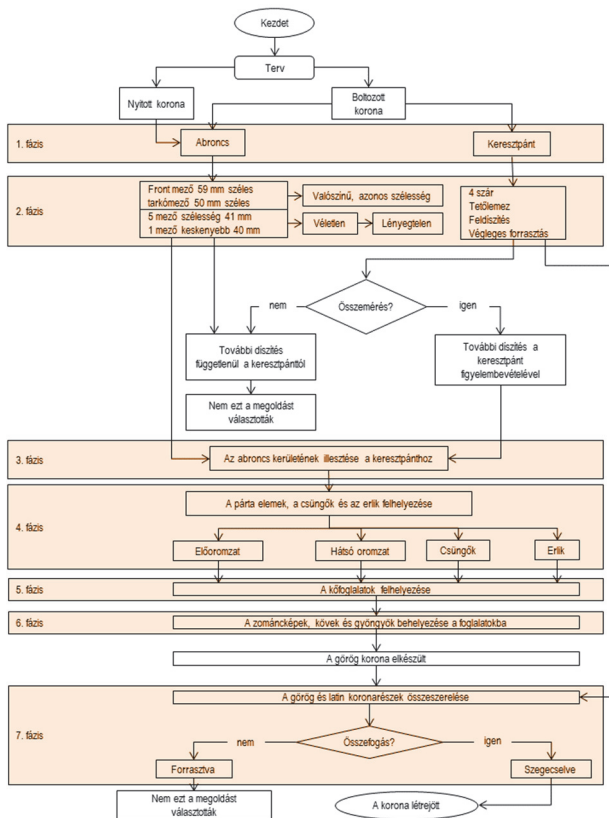 Kezdet
Terv
Nyitott korona
Boltozott
korona
1. fázis
Abroncs
Keresztpánt
2. fázis
Front mező 59 mm széles
tarkómező 50 mm széles
5 mező szélesség 41 mm
1 mező keskenyebb 40 mm
Valószínű, azonos szélesség
Véletlen
Lényegtelen
4 szár
Tetőlemez
Feldíszítés
Végleges forrasztás
nem
Összemérés?
igen
További díszítés
függetlenül a keresztpánttól
További díszítés a
keresztpánt
figyelembevételével
Nem ezt a megoldást
választották
3. fázis
Az abroncs kerületének illesztése a keresztpánthoz
4. fázis
A párta elemek, a csüngők és az erlik felhelyezése
Előoromzat
Hátsó oromzat
Csüngők
Erlik
5. fázis
A kőfoglalatok felhelyezése
6. fázis
A zománcképek, kövek és gyöngyök behelyezése a foglalatokba
A görög korona elkészült
7. fázis
A görög és latin koronarészek összeszerelése
nem
Összefogás?
igen
Forrasztva
Szegecselve
Nem ezt a megoldást
választották
A korona létrejött